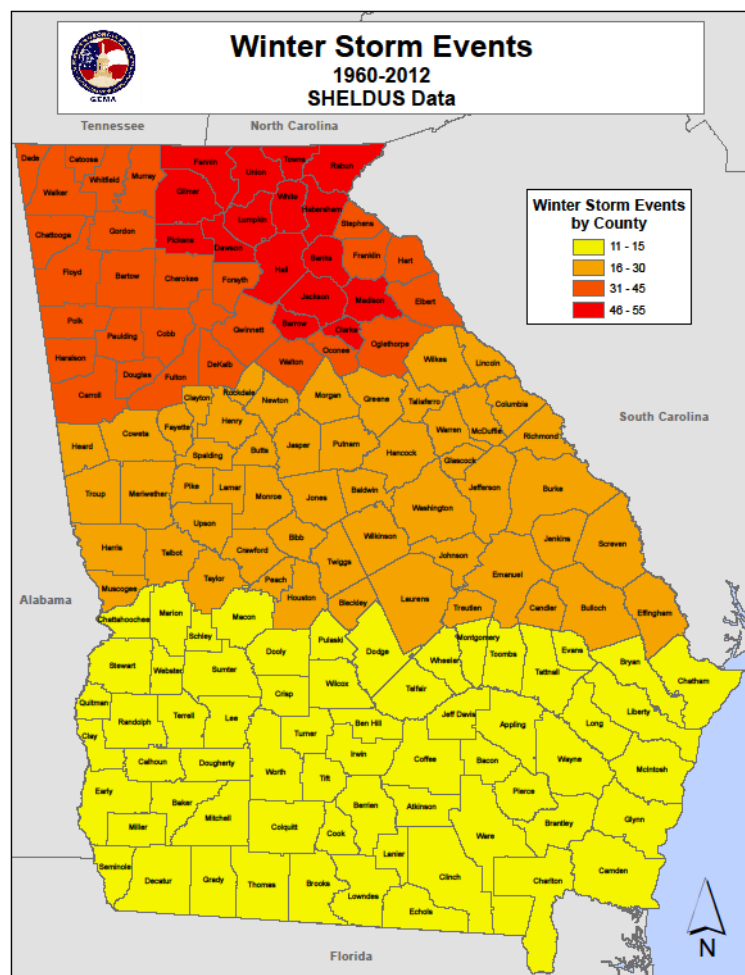 Winter Storm Events
1960-2012
SHELDUS Data
GEMA
Tennessee
North Carolina
Winter Storm Events
by County
11 - 15
16 - 30
31 - 45
46 - 55
South Carolina
Alabama
Florida
N
Dade
Catoosa
Whitfield
Murray
Fannin
Union
Towns
Rabun
Walker
Gilmer
White
Habersham
Lumpkin
Stephens
Chattooga
Gordon
Pickens
Dawson
Banks
Franklin
Hart
Floyd
Bartow
Cherokee
Forsyth
Hall
Jackson
Madison
Elbert
Polk
Paulding
Cobb
Gwinnett
Barrow
Clarke
Oglethorpe
Haralson
Douglas
Fulton
DeKalb
Walton
Oconee
Wilkes
Lincoln
Carroll
Clayton
Rockdale
Newton
Morgan
Greene
Taliaferro
Columbia
Heard
Coweta
Fayette
Henry
Warren
McDuffie
Richmond
Spalding
Butts
Jasper
Putnam
Hancock
Glascock
Troup
Meriwether
Pike
Lamar
Monroe
Jones
Baldwin
Jefferson
Burke
Upson
Washington
Harris
Talbot
Crawford
Bibb
Wilkinson
Jenkins
Screven
Twiggs
Johnson
Muscogee
Taylor
Peach
Houston
Bleckley
Laurens
Emanuel
Treutlen
Candler
Bulloch
Effingham
Chattahoochee
Marion
Macon
Schley
Dooly
Pulaski
Dodge
Montgomery
Wheeler
Toombs
Tattnall
Evans
Bryan
Chatham
Stewart
Webster
Sumter
Crisp
Wilcox
Telfair
Quitman
Randolph
Terrell
Lee
Ben Hill
Jeff Davis
Appling
Long
Liberty
Clay
Turner
Irwin
Coffee
Bacon
Wayne
McIntosh
Calhoun
Dougherty
Worth
Tift
Pierce
Early
Baker
Mitchell
Berrien
Atkinson
Brantley
Glynn
Miller
Colquitt
Cook
Ware
Lanier
Clinch
Charlton
Camden
Seminole
Decatur
Grady
Thomas
Brooks
Lowndes
Echols